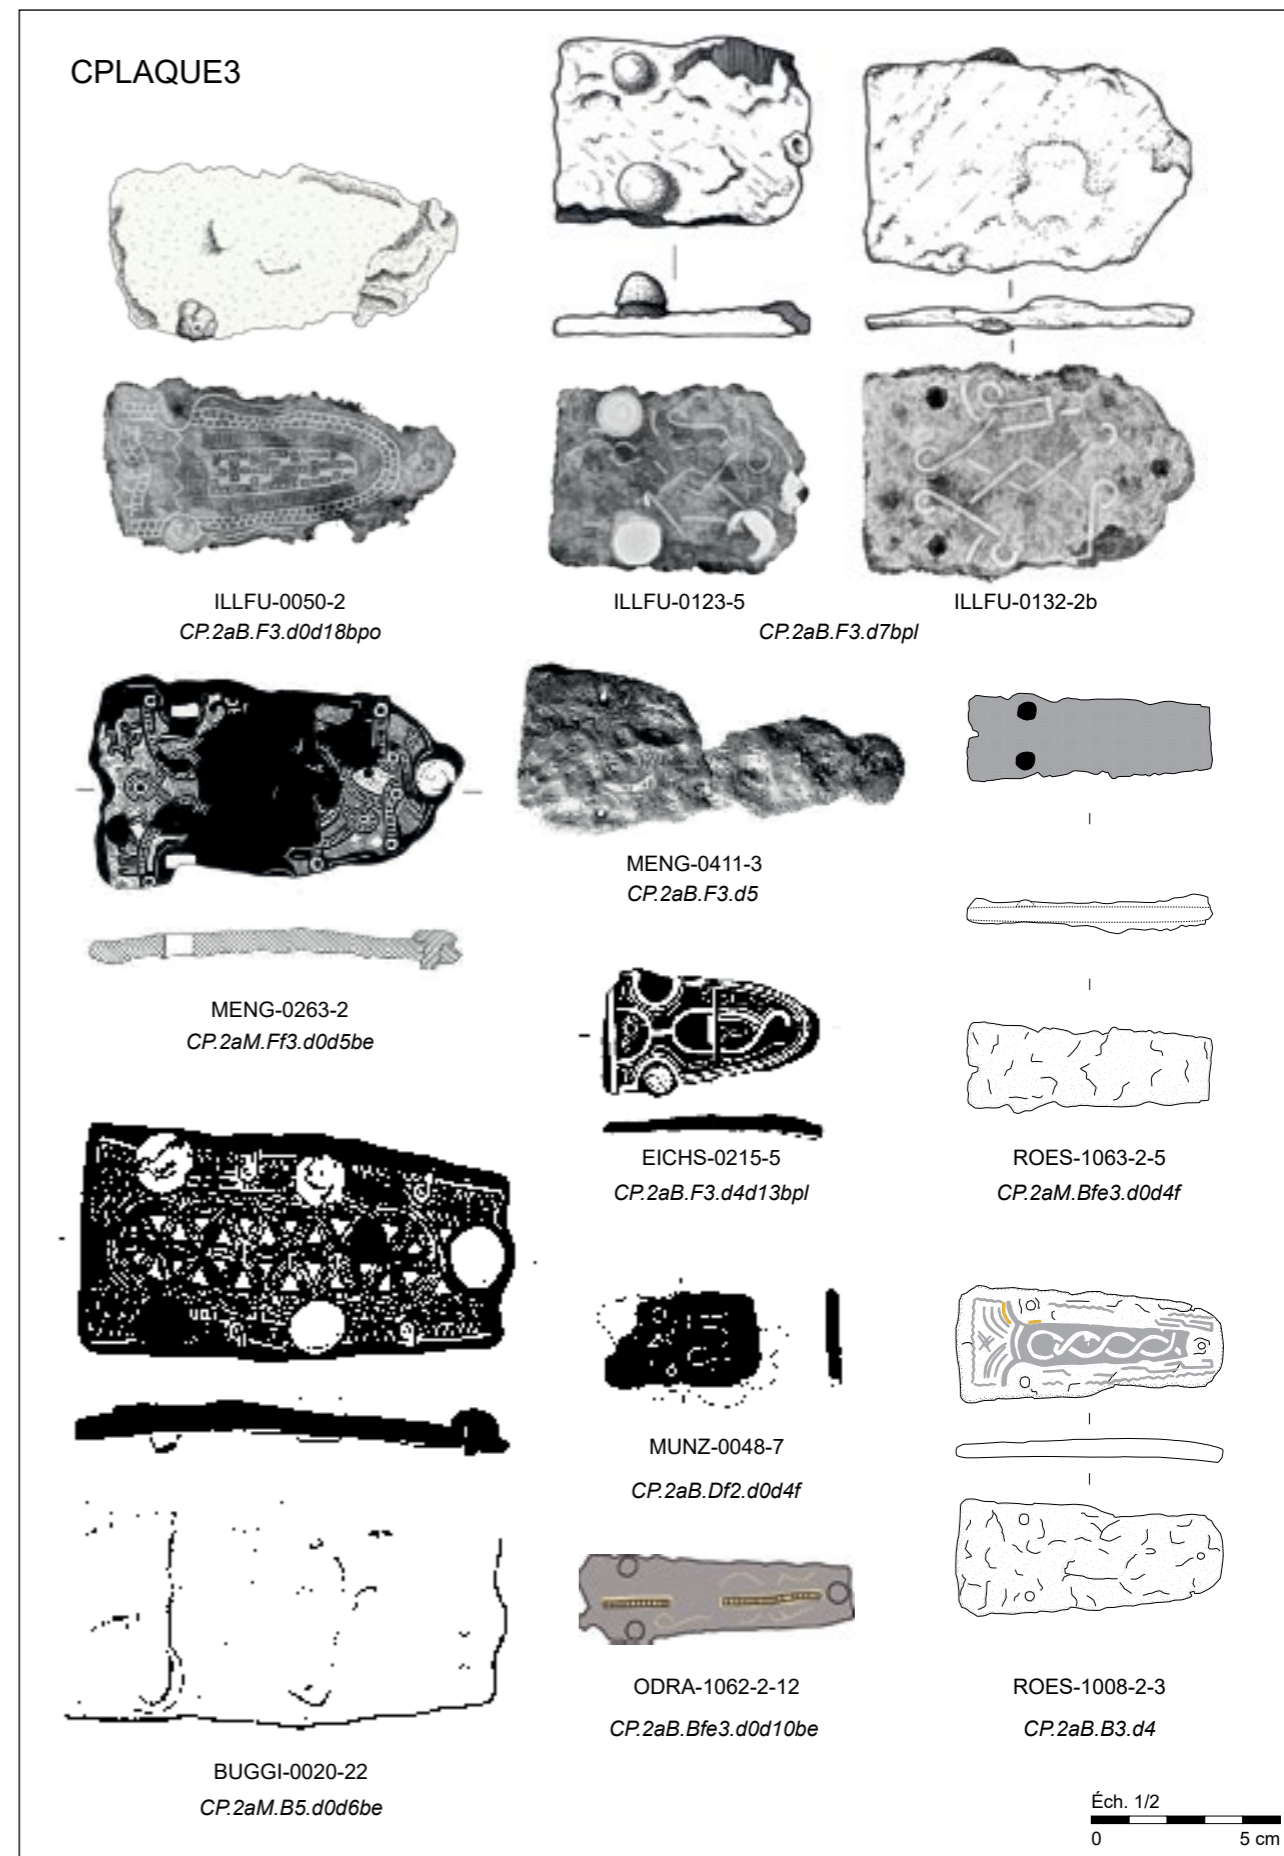 CPLAQUE3
ILLFU-0050-2
CP.2aB.F3.d0d18bpo
ILLFU-0123-5
ILLFU-0132-2b
CP.2aB.F3.d7bpl
MENG-0411-3
CP.2aB.F3.d5
MENG-0263-2
CP.2aM.Ff3.d0d5be
EICHS-0215-5
CP.2aB.F3.d4d13bpl
ROES-1063-2-5
CP.2aM.Bfe3.d0d4f
MUNZ-0048-7
CP.2aB.Df2.d0d4f
ODRA-1062-2-12
CP.2aB.Bfe3.d0d10be
ROES-1008-2-3
CP.2aB.B3.d4
BUGGI-0020-22
CP.2aM.B5.d0d6be
Éch. 1/2
0 5 cm